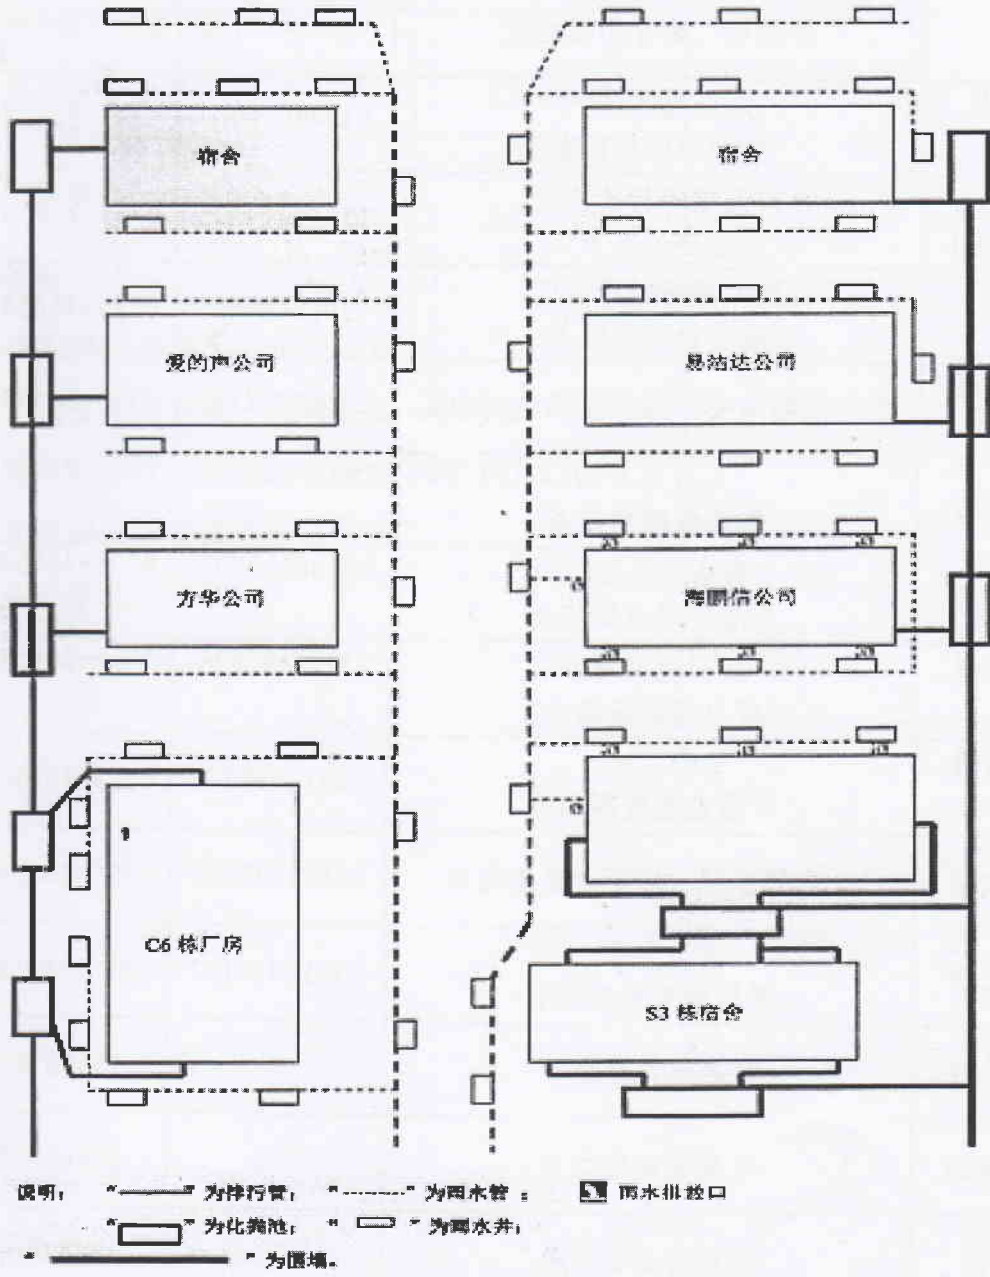 宿舍
宿舍
爱的声公司
易洁达公司
方华公司
海鹏信公司
C6 栋厂房
S3 栋宿舍
说明： “ ” 为排污管； “ ” 为雨水管； 雨水排放口
“ ” 为化粪池； “ ” 为雨水井；
“ ” 为围墙。